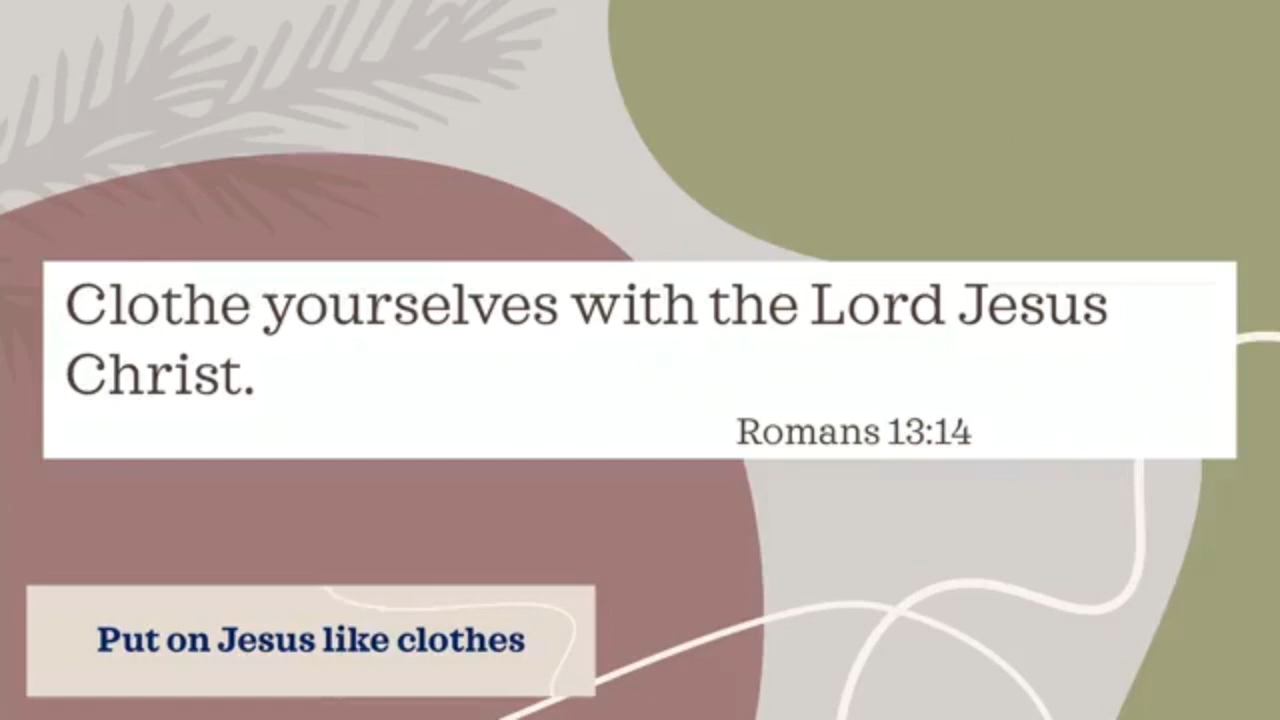 Clothe yourselves with the Lord Jesus
Christ.
Romans 13:14
Put on Jesus like clothes